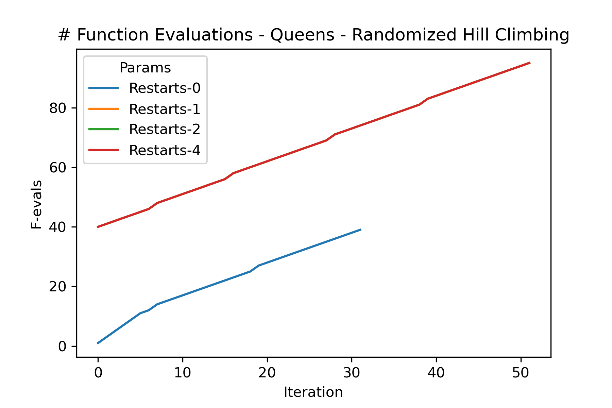 # Function Evaluations - Queens - Randomized Hill Climbing
Params
Restarts-0
Restarts-1
Restarts-2
Restarts-4
F-evals
80
60
40
20
0
0 10 20 30 40 50
Iteration